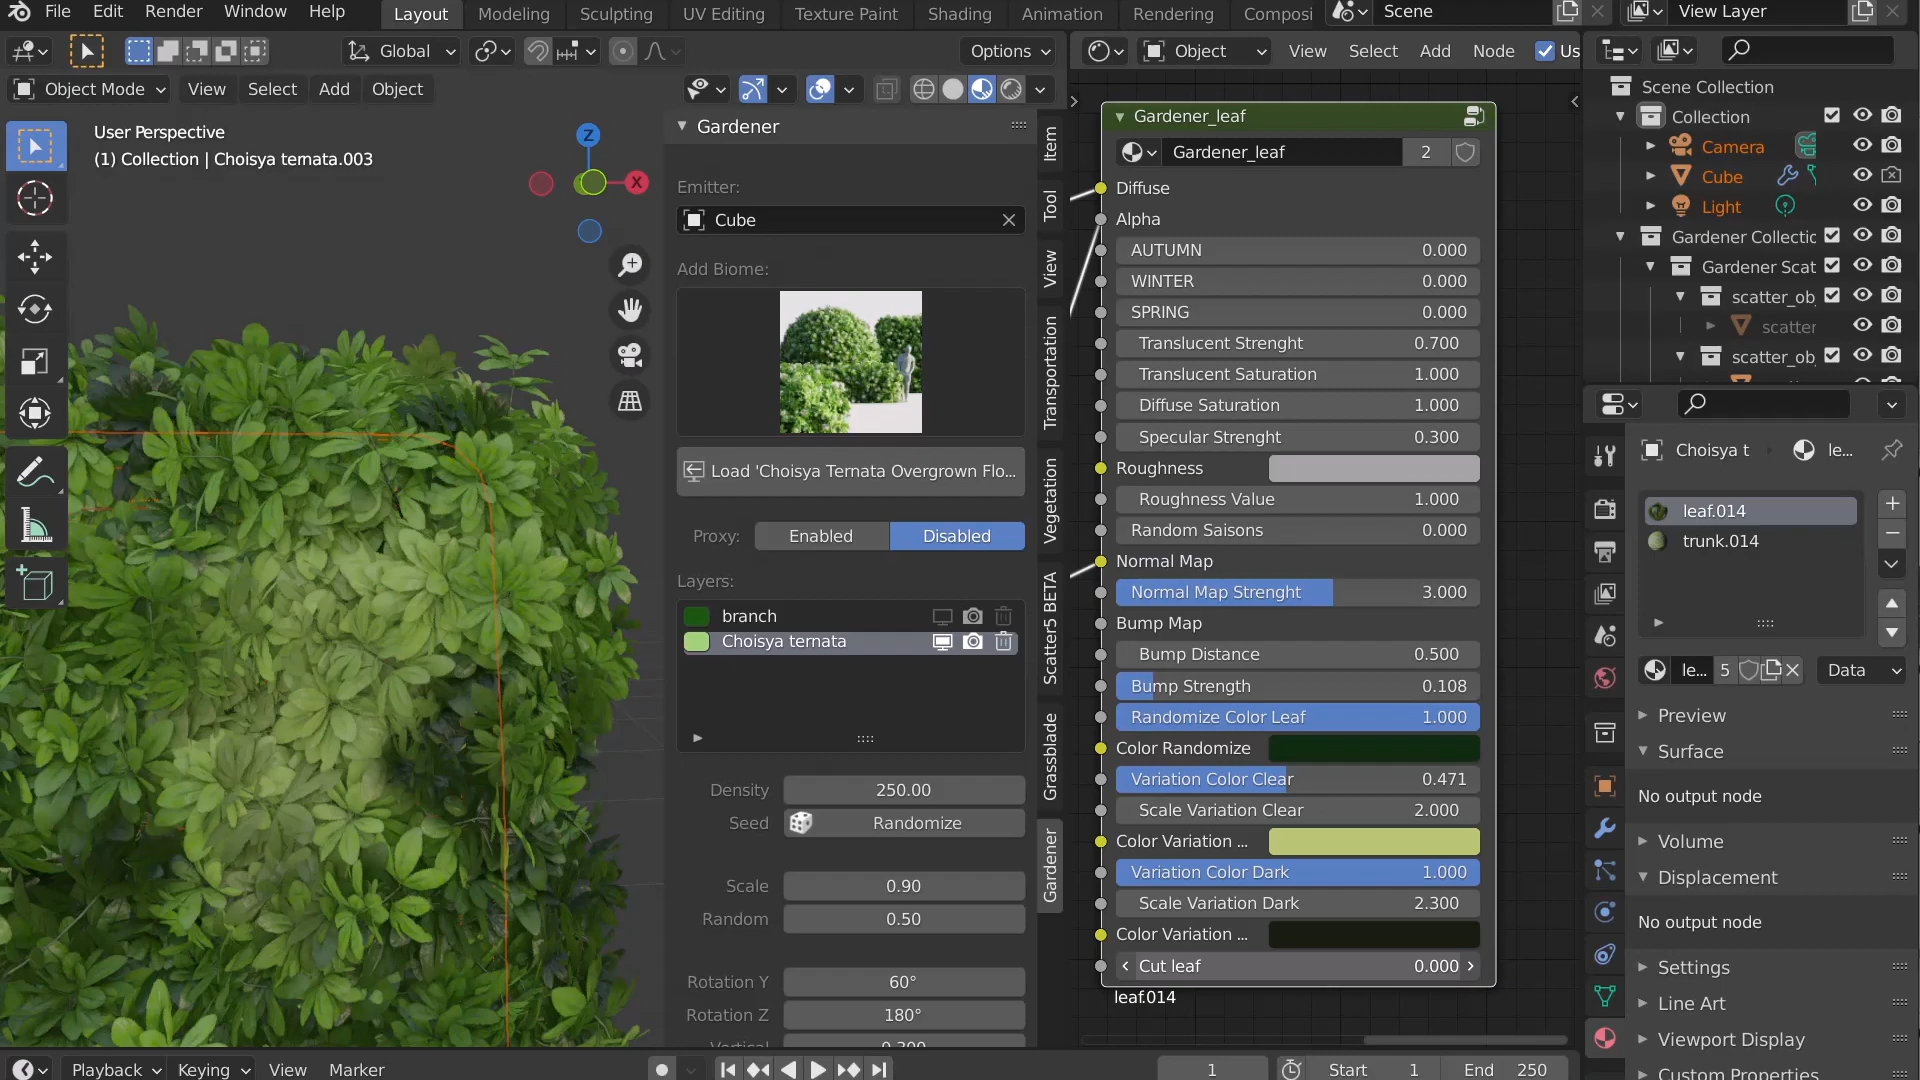 File Edit Render Window Help Layout Modeling Sculpting UV Editing Texture Paint Shading Animation Rendering Composi Scene View Layer
Global Options Object View Select Add Node Us
Object Mode View Select Add Object
User Perspective
(1) Collection | Choisya ternata.003
Z
X
Gardener
Emitter:
Cube
Add Biome:
Load 'Choisya Ternata Overgrown Flo...
Proxy: Enabled Disabled
Layers:
branch
Choisya ternata
Density 250.00
Seed Randomize
Scale 0.90
Random 0.50
Rotation Y 60°
Rotation Z 180°
Vertical 0.300
Item
Tool
View
Transportation
Vegetation
Scatter5 BETA
Grassblade
Gardener
Gardener_leaf
Gardener_leaf 2
Diffuse
Alpha
AUTUMN 0.000
WINTER 0.000
SPRING 0.000
Translucent Strenght 0.700
Translucent Saturation 1.000
Diffuse Saturation 1.000
Specular Strenght 0.300
Roughness
Roughness Value 1.000
Random Saisons 0.000
Normal Map
Normal Map Strenght 3.000
Bump Map
Bump Distance 0.500
Bump Strength 0.108
Randomize Color Leaf 1.000
Color Randomize
Variation Color Clear 0.471
Scale Variation Clear 2.000
Color Variation ...
Variation Color Dark 1.000
Scale Variation Dark 2.300
Color Variation ...
Cut leaf 0.000
leaf.014
Scene Collection
Collection
Camera
Cube
Light
Gardener Collectic
Gardener Scat
scatter_ob
scatter
scatter_ob
Choisya t le...
leaf.014
trunk.014
le... 5 Data
Preview
Surface
No output node
Volume
Displacement
No output node
Settings
Line Art
Viewport Display
Custom Properties
Playback Keying View Marker 1 Start 1 End 250